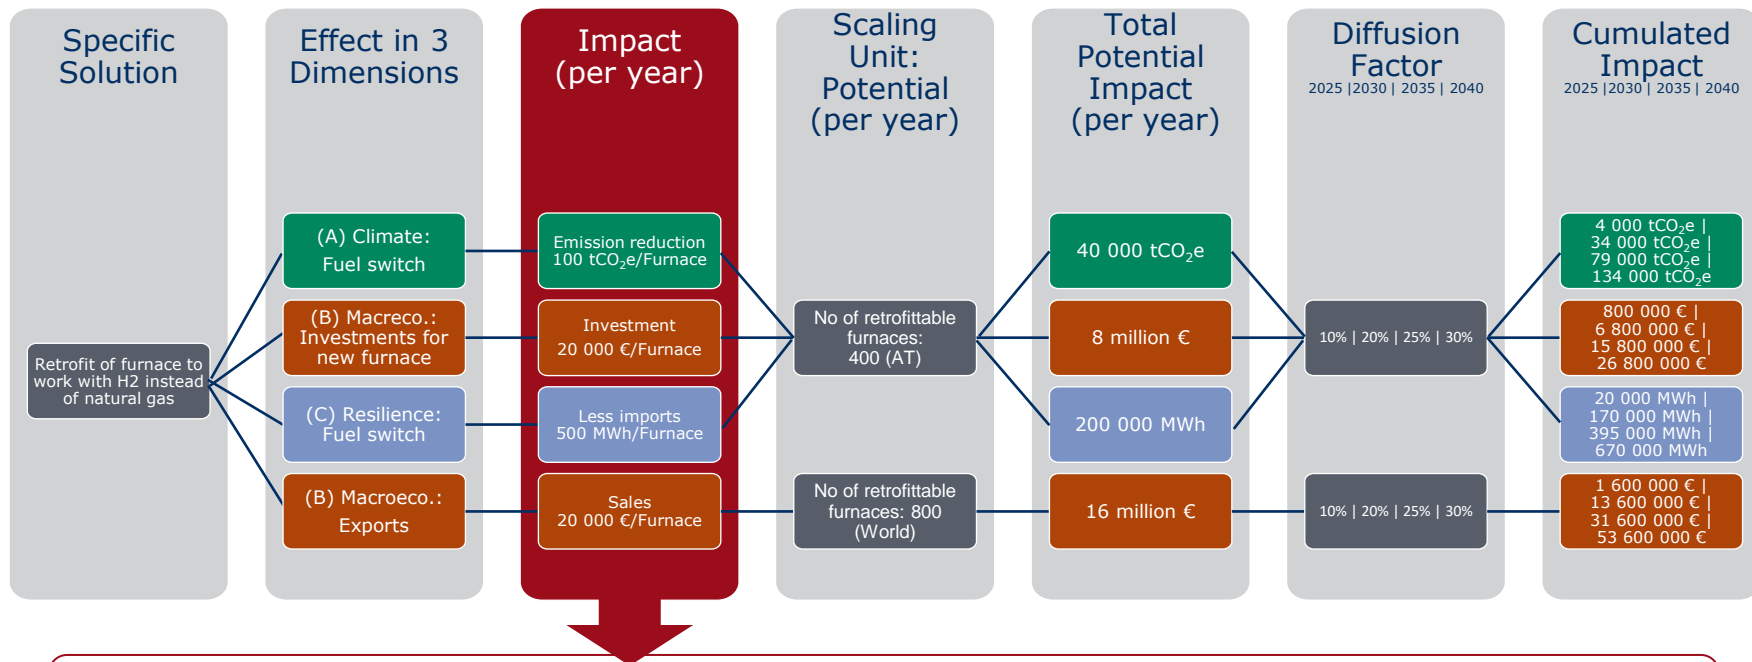 Specific
Solution
Effect in 3
Dimensions
Impact
(per year)
Scaling
Unit:
Potential
(per year)
Total
Potential
Impact
(per year)
Diffusion
Factor
2025 |2030 | 2035 | 2040
Cumulated
Impact
2025 |2030 | 2035 | 2040
Retrofit of furnace to
work with H2 instead
of natural gas
(A) Climate:
Fuel switch
(B) Macreco.:
Investments for
new furnace
(C) Resilience:
Fuel switch
(B) Macroeco.:
Exports
Emission reduction
100 tCO₂e/Furnace
Investment
20 000 €/Furnace
Less imports
500 MWh/Furnace
Sales
20 000 €/Furnace
No of retrofittable
furnaces:
400 (AT)
No of retrofittable
furnaces: 800
(World)
40 000 tCO₂e
8 million €
200 000 MWh
16 million €
10% | 20% | 25% | 30%
10% | 20% | 25% | 30%
4 000 tCO₂e |
34 000 tCO₂e |
79 000 tCO₂e |
134 000 tCO₂e
800 000 € |
6 800 000 € |
15 800 000 € |
26 800 000 €
20 000 MWh |
170 000 MWh |
395 000 MWh |
670 000 MWh
1 600 000 € |
13 600 000 € |
31 600 000 € |
53 600 000 €